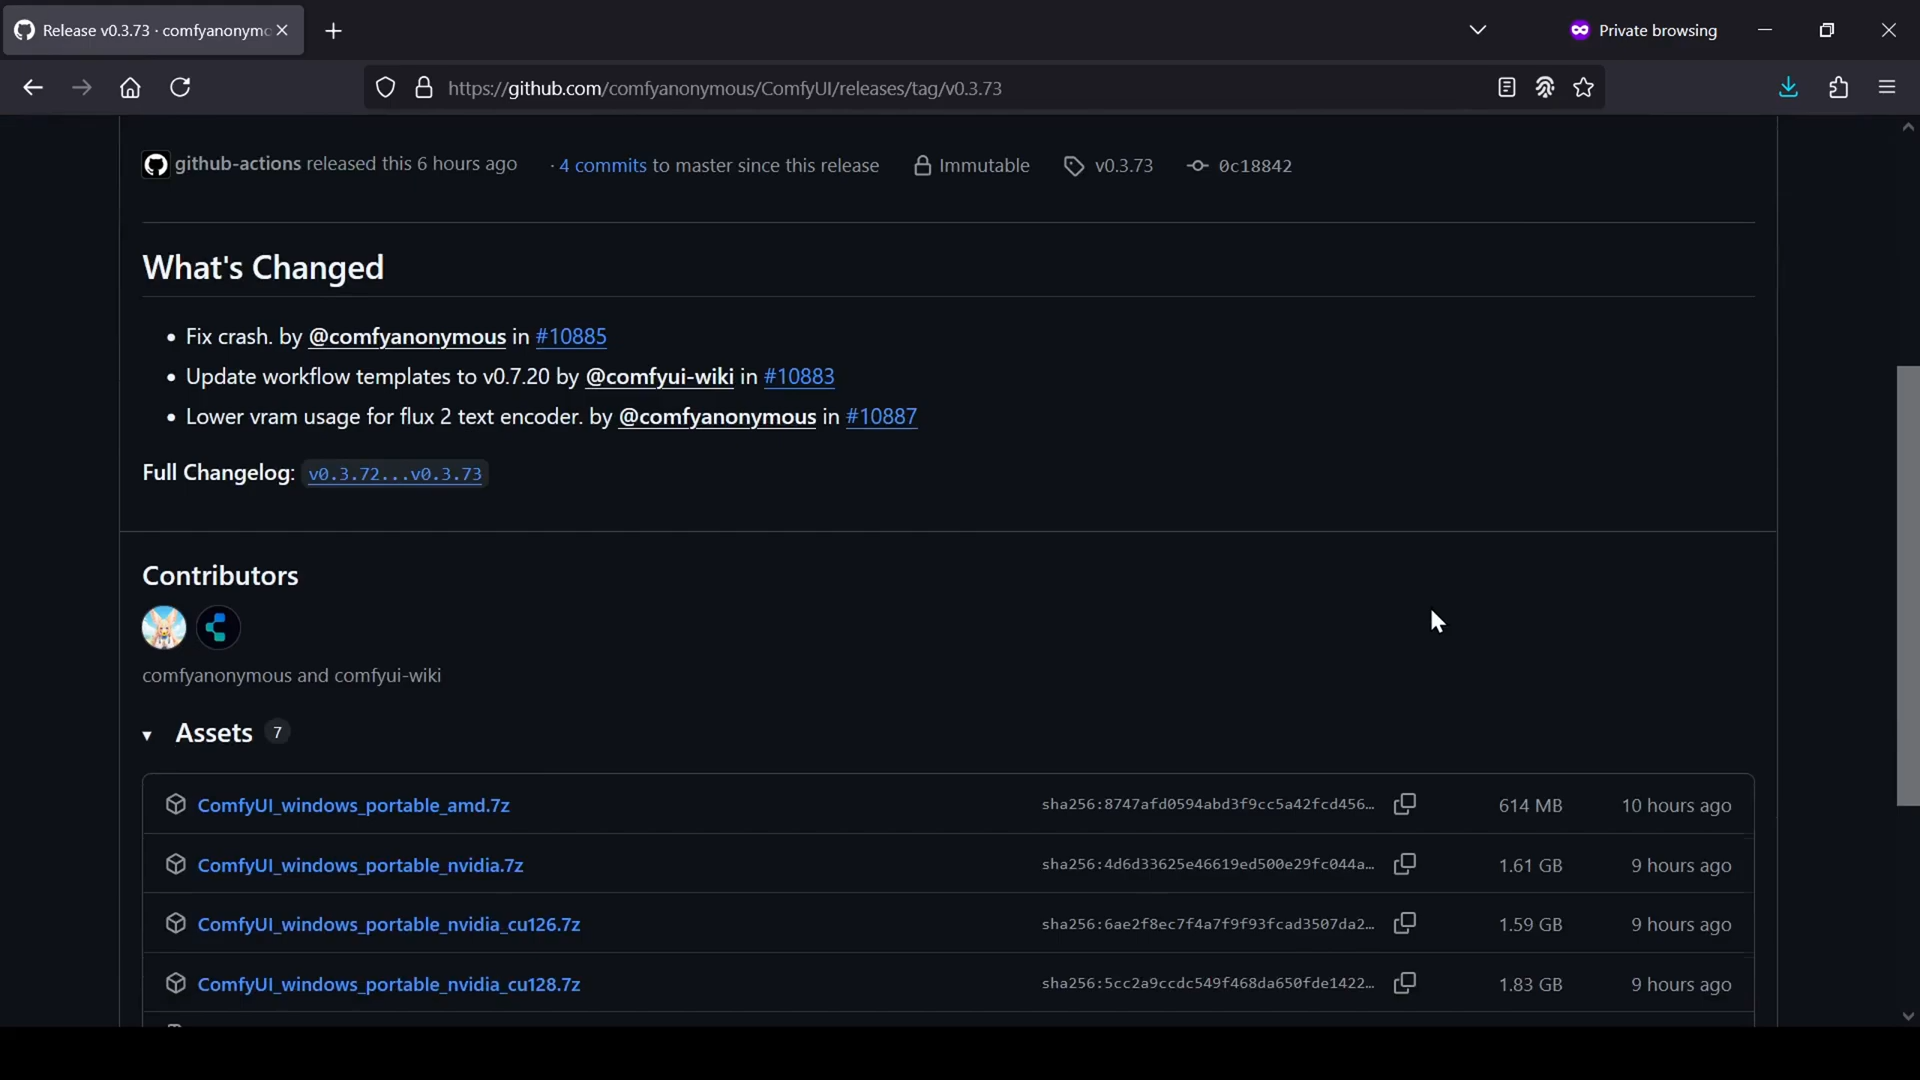 Release v0.3.73 · comfyanonymo
Private browsing
https://github.com/comfyanonymous/ComfyUI/releases/tag/v0.3.73
github-actions released this 6 hours ago · 4 commits to master since this release Immutable v0.3.73 0c18842
What's Changed
• Fix crash. by @comfyanonymous in #10885
• Update workflow templates to v0.7.20 by @comfyui-wiki in #10883
• Lower vram usage for flux 2 text encoder. by @comfyanonymous in #10887
Full Changelog: v0.3.72...v0.3.73
Contributors
comfyanonymous and comfyui-wiki
Assets 7
ComfyUI_windows_portable_amd.7z sha256:8747afd0594abd3f9cc5a42fcd456… 614 MB 10 hours ago
ComfyUI_windows_portable_nvidia.7z sha256:4d6d33625e46619ed500e29fc044a… 1.61 GB 9 hours ago
ComfyUI_windows_portable_nvidia_cu126.7z sha256:6ae2f8ec7f4a7f9f93fcad3507da2… 1.59 GB 9 hours ago
ComfyUI_windows_portable_nvidia_cu128.7z sha256:5cc2a9ccdc549f468da650fde1422… 1.83 GB 9 hours ago